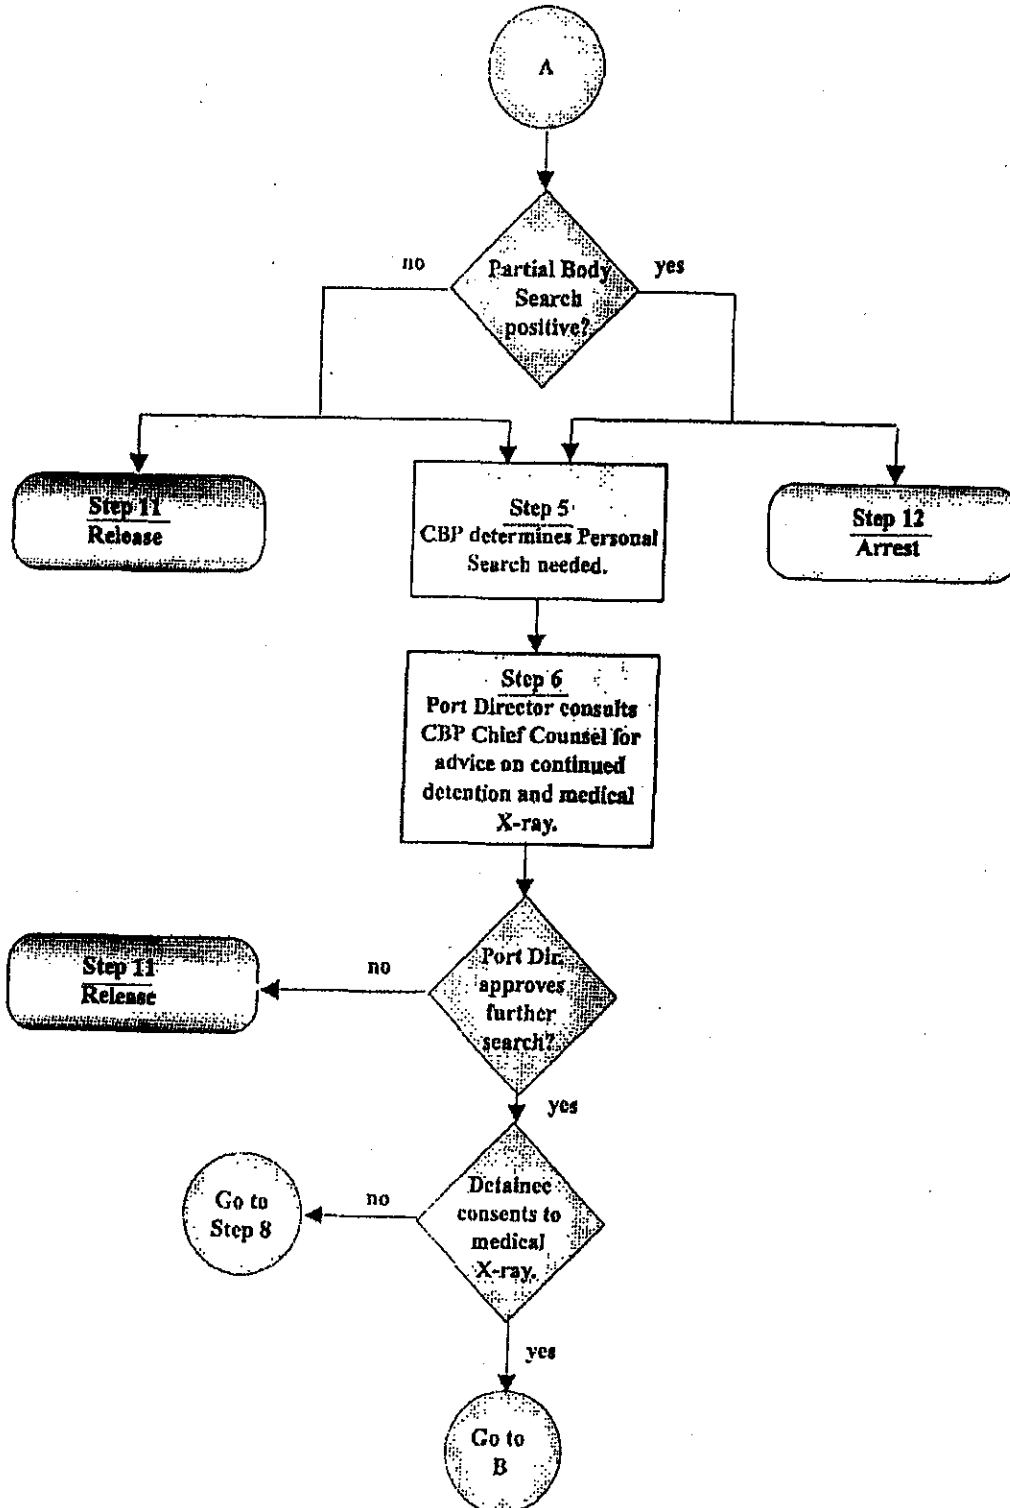 A
Partial Body
Search
positive?
no
yes
Step 11
Release
Step 5
CBP determines Personal
Search needed.
Step 12
Arrest
Step 6
Port Director consults
CBP Chief Counsel for
advice on continued
detention and medical
X-ray.
Port Dir.
approves
further
search?
no
Step 11
Release
yes
Detainee
consents to
medical
X-ray.
no
Go to
Step 8
yes
Go to
B